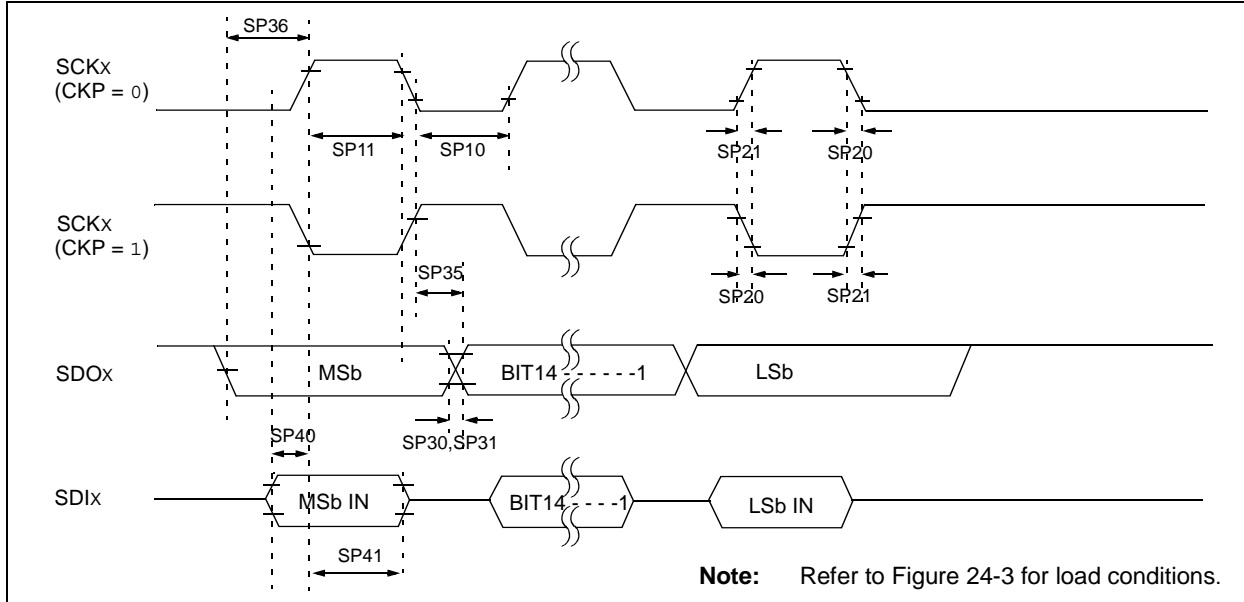 SP36
SCKx
(CKP = 0)
SP11
SP10
SP21
SP20
SCKx
(CKP = 1)
SP35
SP20
SP21
SDOx
MSb
BIT14 - - - - - -1
LSb
SP40
SP30,SP31
SDIx
MSb IN
BIT14 - - - -1
LSb IN
SP41
Note: Refer to Figure 24-3 for load conditions.